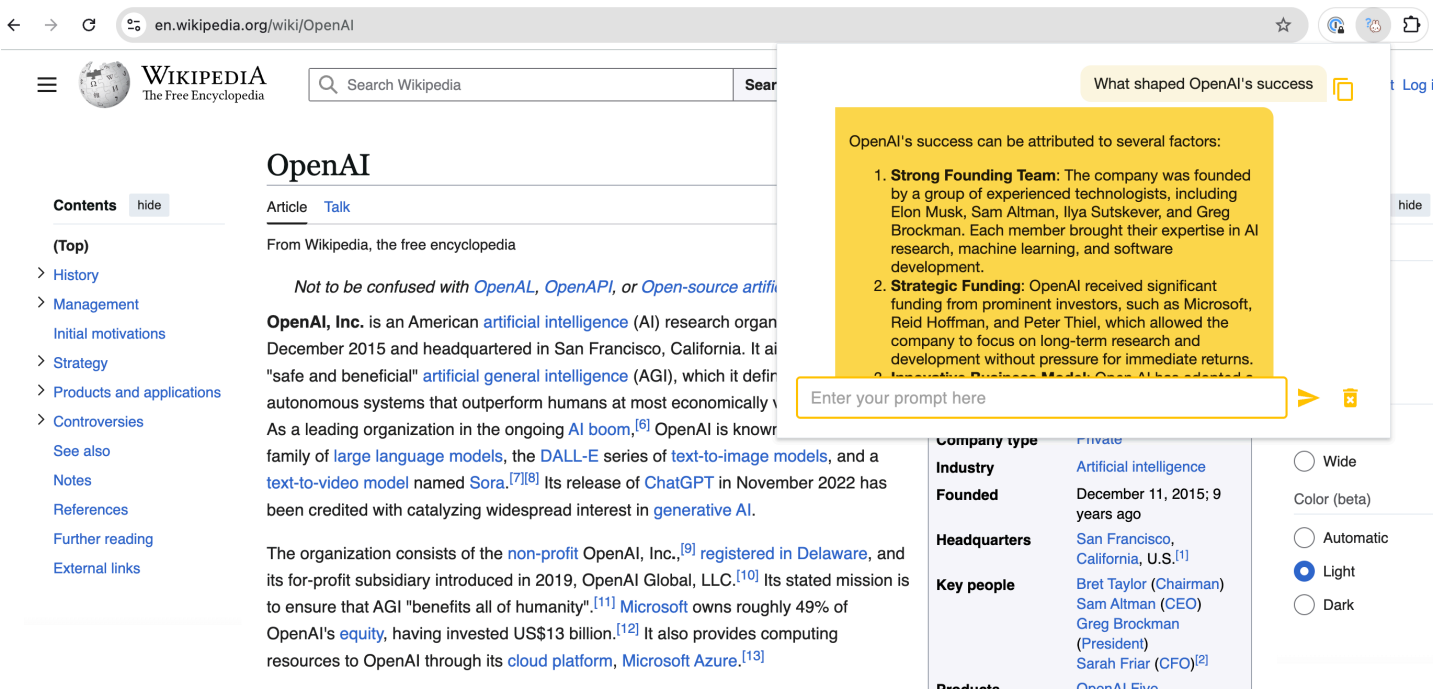 en.wikipedia.org/wiki/OpenAI
WIKIPEDIA
The Free Encyclopedia
Search Wikipedia
Sear
t Log i
What shaped OpenAI's success
OpenAI's success can be attributed to several factors:
1. Strong Founding Team: The company was founded
by a group of experienced technologists, including
Elon Musk, Sam Altman, Ilya Sutskever, and Greg
Brockman. Each member brought their expertise in AI
research, machine learning, and software
development.
2. Strategic Funding: OpenAI received significant
funding from prominent investors, such as Microsoft,
Reid Hoffman, and Peter Thiel, which allowed the
company to focus on long-term research and
development without pressure for immediate returns.
3. Innovative Business Model: Open AI has adopted a
Enter your prompt here
Contents hide
(Top)
History
Management
Initial motivations
Strategy
Products and applications
Controversies
See also
Notes
References
Further reading
External links
OpenAI
Article Talk
From Wikipedia, the free encyclopedia
Not to be confused with OpenAL, OpenAPI, or Open-source artific
OpenAI, Inc. is an American artificial intelligence (AI) research organ
December 2015 and headquartered in San Francisco, California. It ai
"safe and beneficial" artificial general intelligence (AGI), which it defin
autonomous systems that outperform humans at most economically v
As a leading organization in the ongoing AI boom,[6] OpenAI is known
family of large language models, the DALL-E series of text-to-image models, and a
text-to-video model named Sora.[7][8] Its release of ChatGPT in November 2022 has
been credited with catalyzing widespread interest in generative AI.
The organization consists of the non-profit OpenAI, Inc.,[9] registered in Delaware, and
its for-profit subsidiary introduced in 2019, OpenAI Global, LLC.[10] Its stated mission is
to ensure that AGI "benefits all of humanity".[11] Microsoft owns roughly 49% of
OpenAI's equity, having invested US$13 billion.[12] It also provides computing
resources to OpenAI through its cloud platform, Microsoft Azure.[13]
Company type Private
Industry Artificial intelligence
Founded December 11, 2015; 9
years ago
Headquarters San Francisco,
California, U.S.[1]
Key people Bret Taylor (Chairman)
Sam Altman (CEO)
Greg Brockman
(President)
Sarah Friar (CFO)[2]
Products OpenAI Five
hide
Wide
Color (beta)
Automatic
Light
Dark